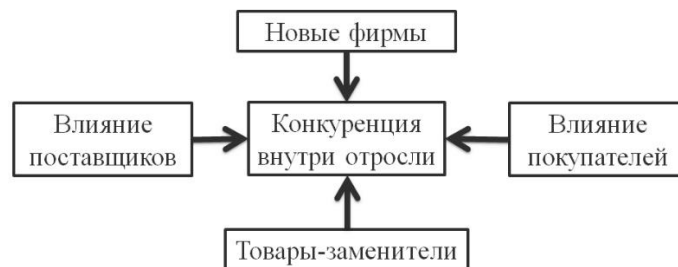 Новые фирмы
Влияние
поставщиков
Конкуренция
внутри отросли
Влияние
покупателей
Товары-заменители